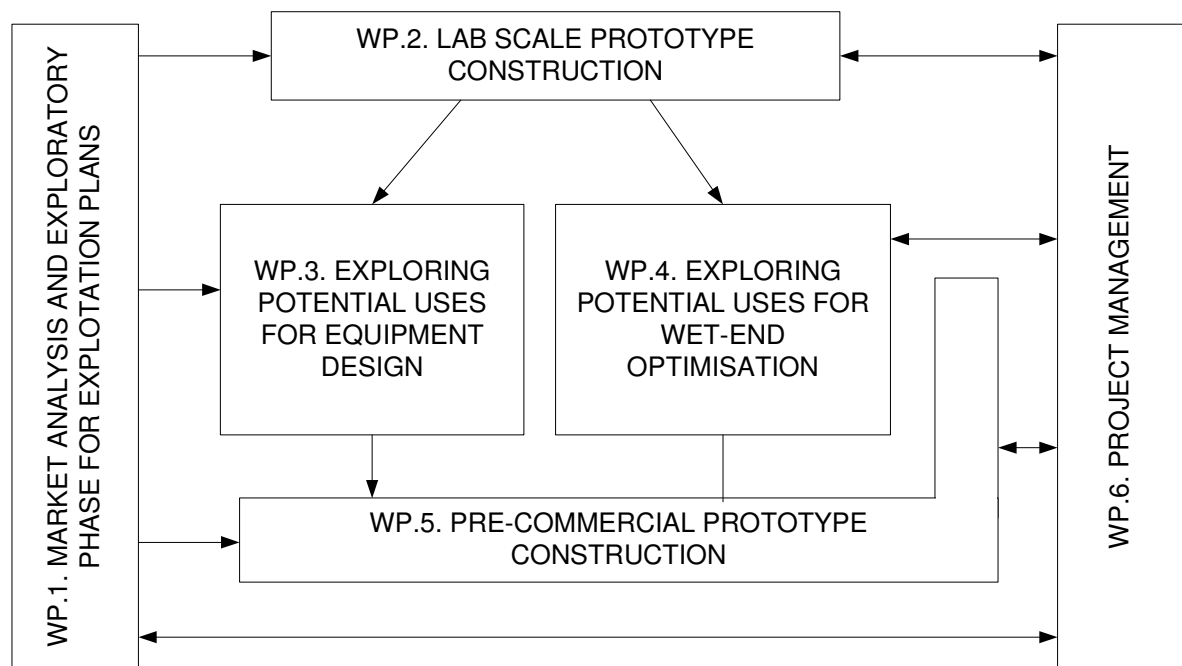 WP.1. MARKET ANALYSIS AND EXPLORATORY
PHASE FOR EXPLOTATION PLANS
WP.2. LAB SCALE PROTOTYPE
CONSTRUCTION
WP.3. EXPLORING
POTENTIAL USES
FOR EQUIPMENT
DESIGN
WP.4. EXPLORING
POTENTIAL USES FOR
WET-END
OPTIMISATION
WP.5. PRE-COMMERCIAL PROTOTYPE
CONSTRUCTION
WP.6. PROJECT MANAGEMENT